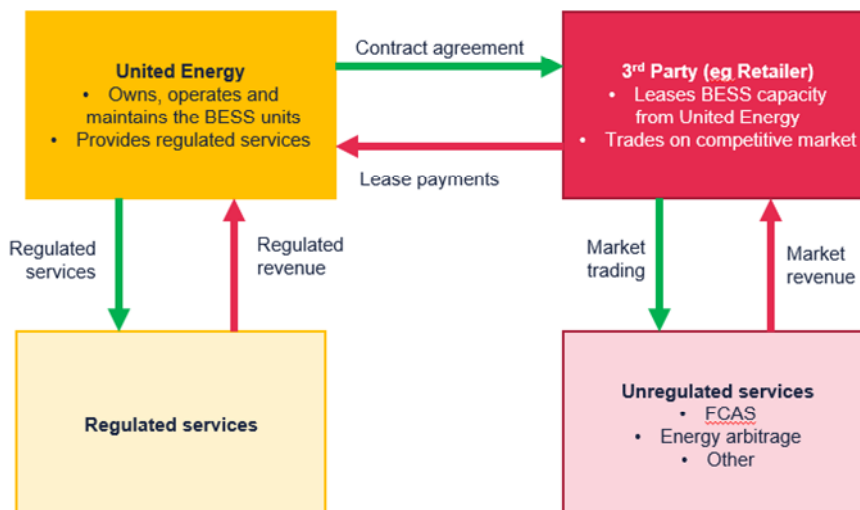 United Energy
• Owns, operates and
maintains the BESS units
• Provides regulated services
Contract agreement
Lease payments
3rd Party (eg Retailer)
• Leases BESS capacity
from United Energy
• Trades on competitive market
Regulated
services
Regulated
revenue
Market
trading
Market
revenue
Regulated services
Unregulated services
• FCAS
• Energy arbitrage
• Other